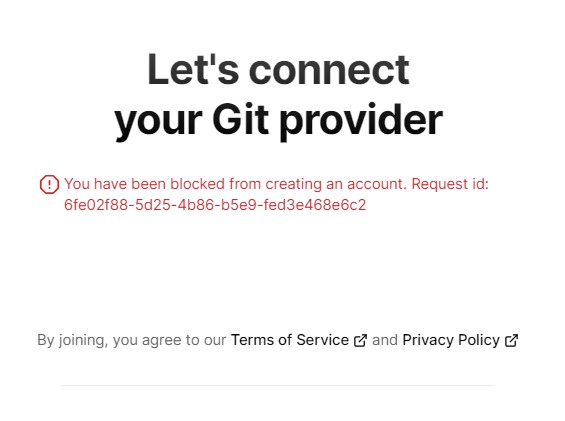 Let's connect
your Git provider
You have been blocked from creating an account. Request id:
6fe02f88-5d25-4b86-b5e9-fed3e468e6c2
By joining, you agree to our Terms of Service and Privacy Policy